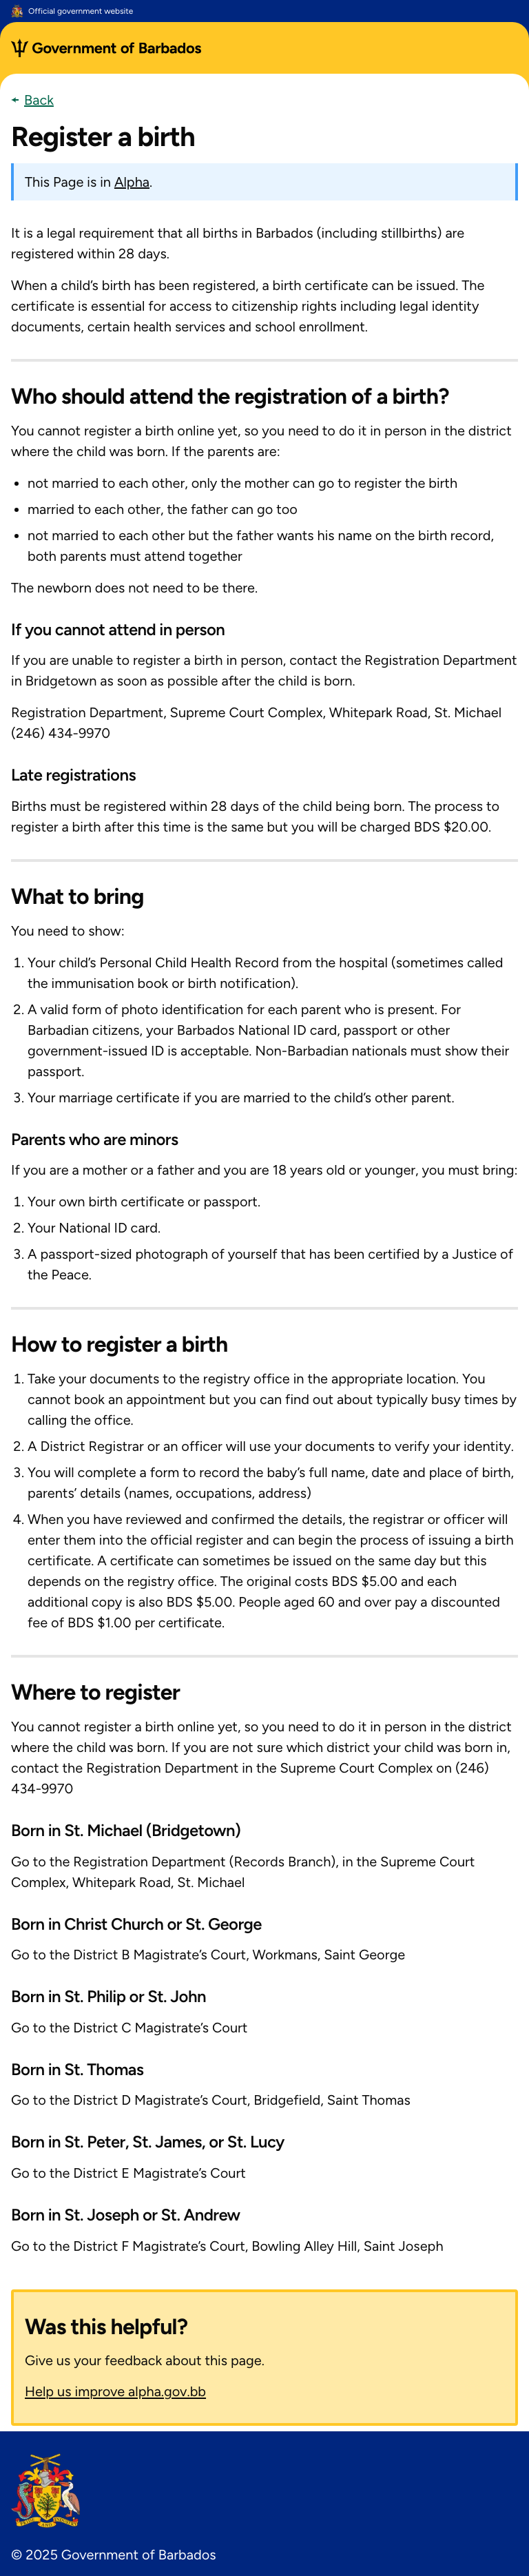 Official government website
Government of Barbados
← Back
Register a birth
This Page is in Alpha.
It is a legal requirement that all births in Barbados (including stillbirths) are
registered within 28 days.
When a child’s birth has been registered, a birth certificate can be issued. The
certificate is essential for access to citizenship rights including legal identity
documents, certain health services and school enrollment.
Who should attend the registration of a birth?
You cannot register a birth online yet, so you need to do it in person in the district
where the child was born. If the parents are:
• not married to each other, only the mother can go to register the birth
• married to each other, the father can go too
• not married to each other but the father wants his name on the birth record,
both parents must attend together
The newborn does not need to be there.
If you cannot attend in person
If you are unable to register a birth in person, contact the Registration Department
in Bridgetown as soon as possible after the child is born.
Registration Department, Supreme Court Complex, Whitepark Road, St. Michael
(246) 434-9970
Late registrations
Births must be registered within 28 days of the child being born. The process to
register a birth after this time is the same but you will be charged BDS $20.00.
What to bring
You need to show:
1. Your child’s Personal Child Health Record from the hospital (sometimes called
the immunisation book or birth notification).
2. A valid form of photo identification for each parent who is present. For
Barbadian citizens, your Barbados National ID card, passport or other
government-issued ID is acceptable. Non-Barbadian nationals must show their
passport.
3. Your marriage certificate if you are married to the child’s other parent.
Parents who are minors
If you are a mother or a father and you are 18 years old or younger, you must bring:
1. Your own birth certificate or passport.
2. Your National ID card.
3. A passport-sized photograph of yourself that has been certified by a Justice of
the Peace.
How to register a birth
1. Take your documents to the registry office in the appropriate location. You
cannot book an appointment but you can find out about typically busy times by
calling the office.
2. A District Registrar or an officer will use your documents to verify your identity.
3. You will complete a form to record the baby’s full name, date and place of birth,
parents’ details (names, occupations, address)
4. When you have reviewed and confirmed the details, the registrar or officer will
enter them into the official register and can begin the process of issuing a birth
certificate. A certificate can sometimes be issued on the same day but this
depends on the registry office. The original costs BDS $5.00 and each
additional copy is also BDS $5.00. People aged 60 and over pay a discounted
fee of BDS $1.00 per certificate.
Where to register
You cannot register a birth online yet, so you need to do it in person in the district
where the child was born. If you are not sure which district your child was born in,
contact the Registration Department in the Supreme Court Complex on (246)
434-9970
Born in St. Michael (Bridgetown)
Go to the Registration Department (Records Branch), in the Supreme Court
Complex, Whitepark Road, St. Michael
Born in Christ Church or St. George
Go to the District B Magistrate’s Court, Workmans, Saint George
Born in St. Philip or St. John
Go to the District C Magistrate’s Court
Born in St. Thomas
Go to the District D Magistrate’s Court, Bridgefield, Saint Thomas
Born in St. Peter, St. James, or St. Lucy
Go to the District E Magistrate’s Court
Born in St. Joseph or St. Andrew
Go to the District F Magistrate’s Court, Bowling Alley Hill, Saint Joseph
Was this helpful?
Give us your feedback about this page.
Help us improve alpha.gov.bb
© 2025 Government of Barbados